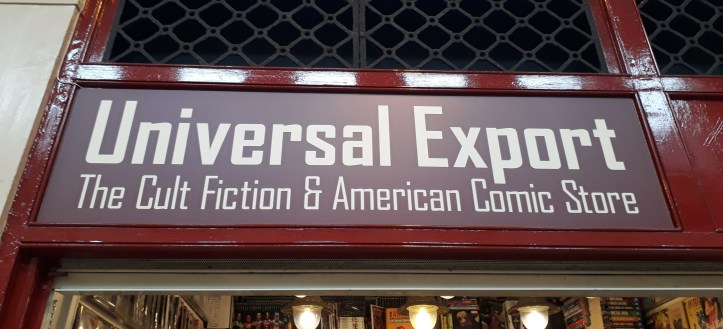 Universal Export
The Cult Fiction & American Comic Store